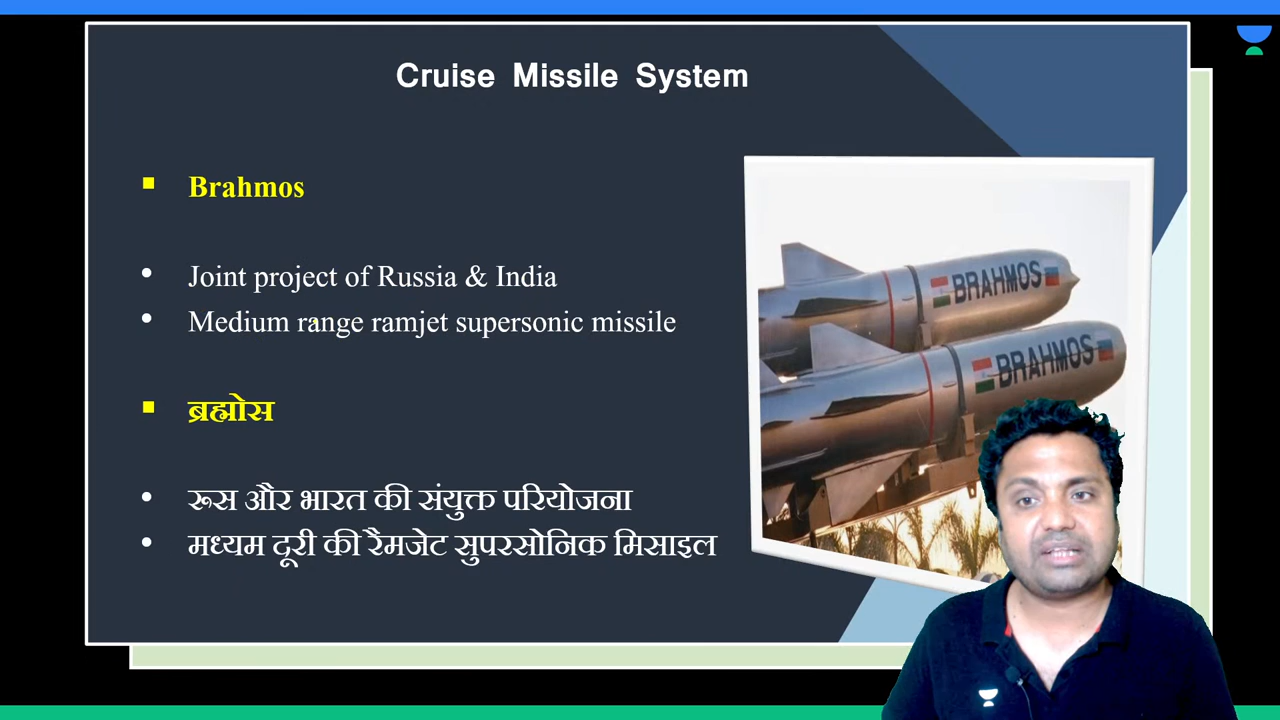 Cruise Missile System
Brahmos
Joint project of Russia & India
Medium range ramjet supersonic missile
ब्रह्मोस
रूस और भारत की संयुक्त परियोजना
मध्यम दूरी की रैमजेट सुपरसोनिक मिसाइल
BRAHMOS
BRAHMOS